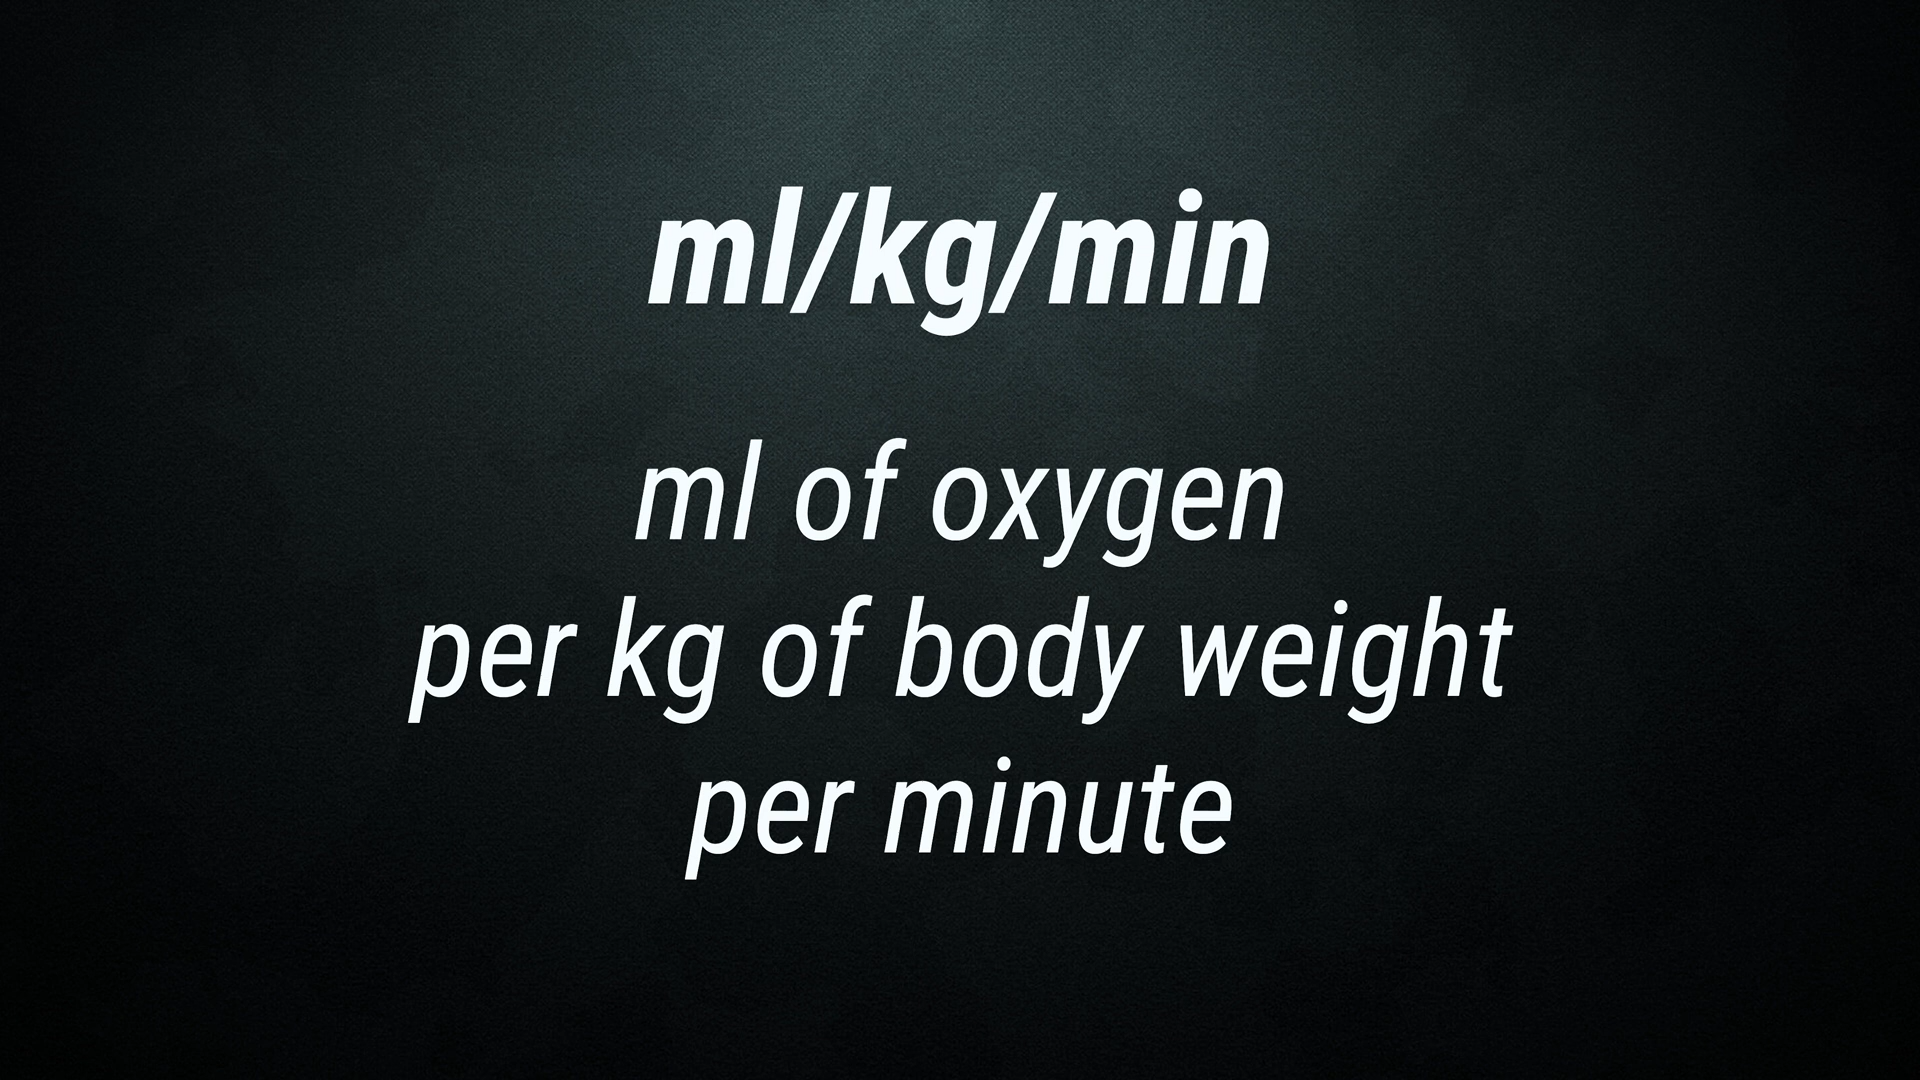 ml/kg/min
ml of oxygen
per kg of body weight
per minute